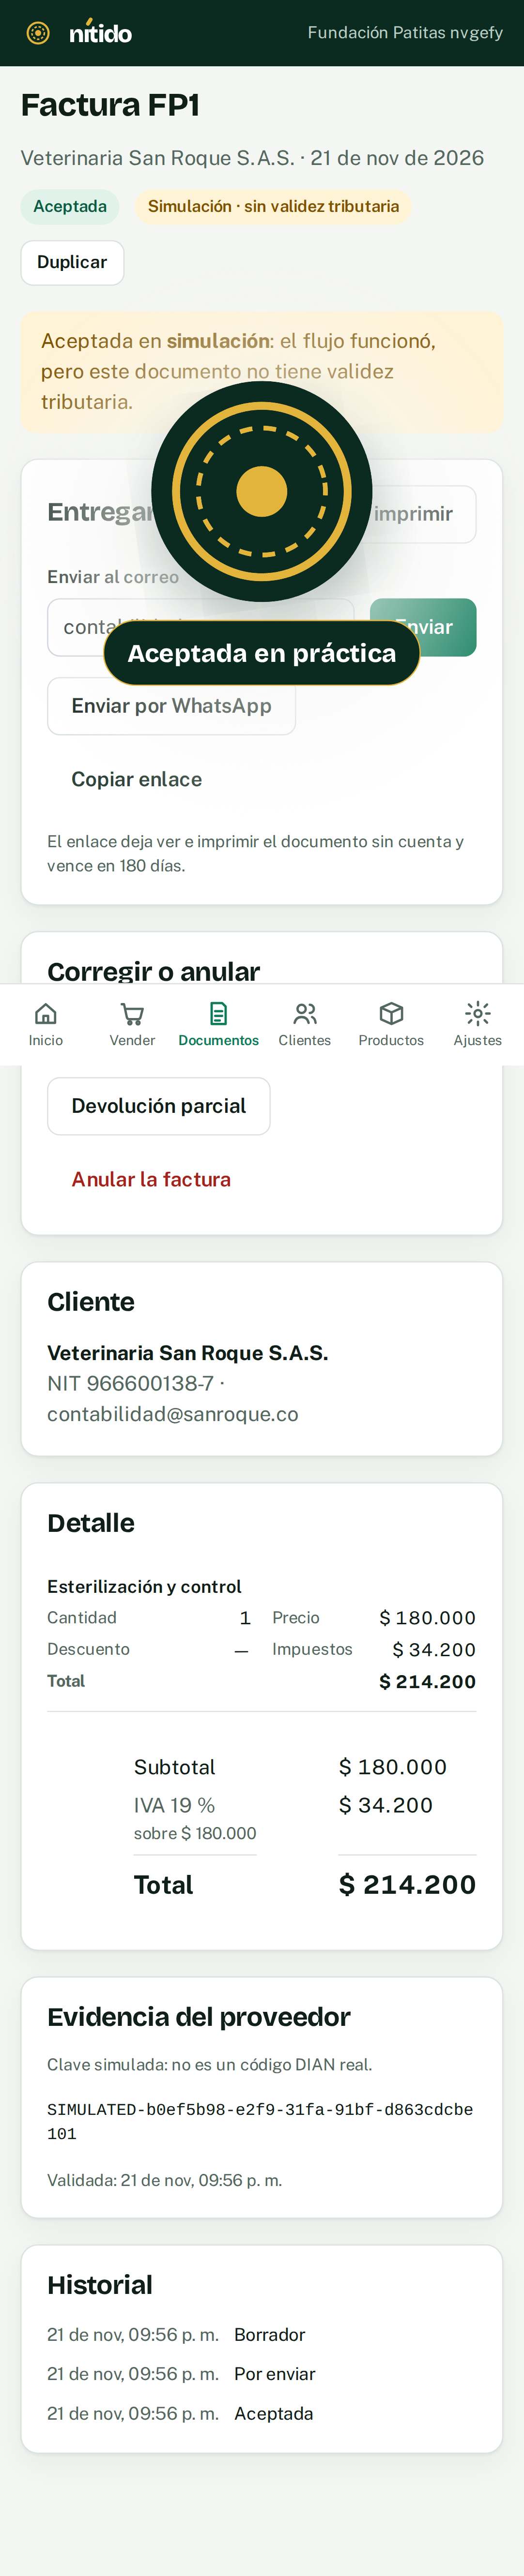 nítido
Fundación Patitas nvgefy
Factura FP1
Veterinaria San Roque S.A.S. · 21 de nov de 2026
Aceptada
Simulación · sin validez tributaria
Duplicar
Aceptada en simulación: el flujo funcionó,
pero este documento no tiene validez
tributaria.
Entregar
imprimir
Enviar al correo
Enviar
Aceptada en práctica
Enviar por WhatsApp
Copiar enlace
El enlace deja ver e imprimir el documento sin cuenta y
vence en 180 días.
Corregir o anular
Inicio
Vender
Documentos
Clientes
Productos
Ajustes
Devolución parcial
Anular la factura
Cliente
Veterinaria San Roque S.A.S.
NIT 966600138-7 ·
contabilidad@sanroque.co
Detalle
Esterilización y control
Cantidad 1 Precio $ 180.000
Descuento — Impuestos $ 34.200
Total $ 214.200
Subtotal $ 180.000
IVA 19 % $ 34.200
sobre $ 180.000
Total $ 214.200
Evidencia del proveedor
Clave simulada: no es un código DIAN real.
SIMULATED-b0ef5b98-e2f9-31fa-91bf-d863cdcbe
101
Validada: 21 de nov, 09:56 p. m.
Historial
21 de nov, 09:56 p. m. Borrador
21 de nov, 09:56 p. m. Por enviar
21 de nov, 09:56 p. m. Aceptada